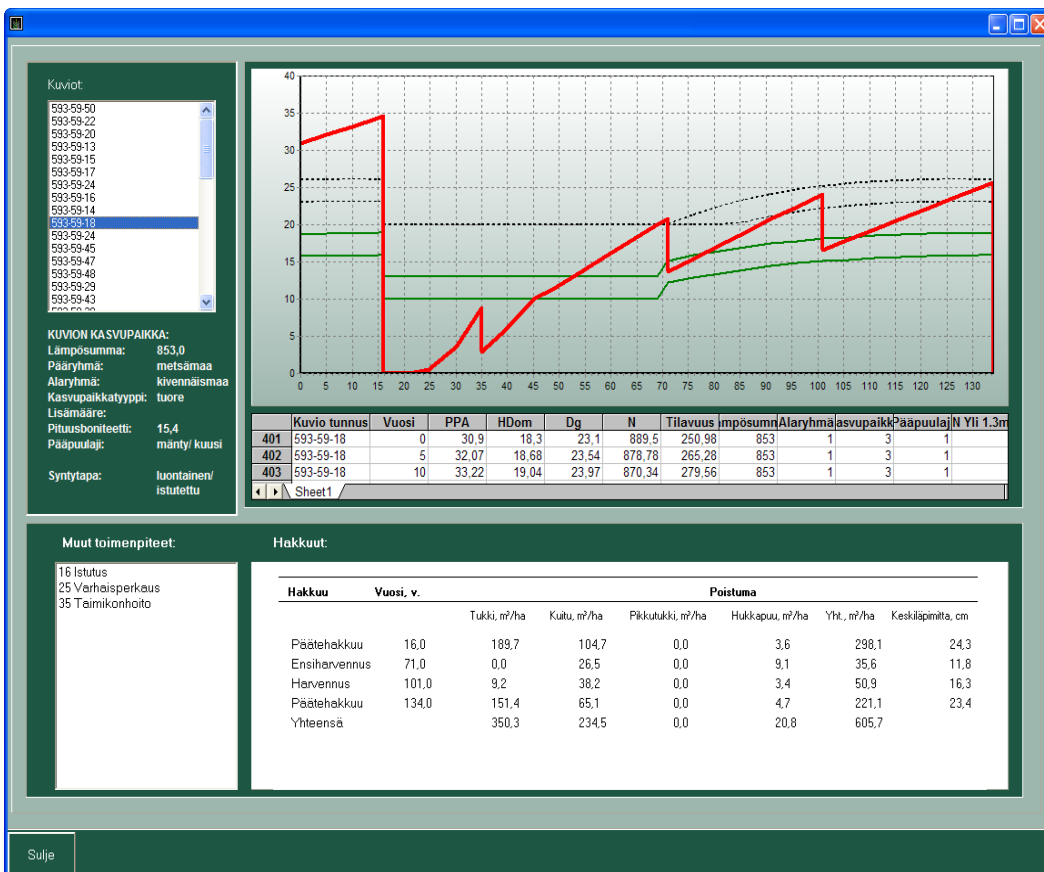 Kuviot:
593-59-50
593-59-22
593-59-20
593-59-13
593-59-15
593-59-17
593-59-24
593-59-16
593-59-14
593-59-18
593-59-24
593-59-45
593-59-47
593-59-48
593-59-29
593-59-43
KUVION KASVUPAIKKA:
Lämpösumma: 853,0
Pääryhmä: metsämaa
Alaryhmä: kivennäismaa
Kasvupaikkatyyppi: tuore
Lisämääre:
Pituusboniteetti: 15,4
Pääpuulaji: mänty/ kuusi
Syntytapa: luontainen/
istutettu
40
35
30
25
20
15
10
5
0
0 5 10 15 20 25 30 35 40 45 50 55 60 65 70 75 80 85 90 95 100 105 110 115 120 125 130
Kuvio tunnus Vuosi PPA HDom Dg N Tilavuus mpösumn Alaryhmä asvupaikk Pääpuulaj N Yli 1.3m
401 593-59-18 0 30,9 18,3 23,1 889,5 250,98 853 1 3 1
402 593-59-18 5 32,07 18,68 23,54 878,78 265,28 853 1 3 1
403 593-59-18 10 33,22 19,04 23,97 870,34 279,56 853 1 3 1
Sheet1
Muut toimenpiteet:
16 Istutus
25 Varhaisperkaus
35 Taimikonhoito
Hakkuut:
Hakkuu Vuosi, v. Poistuma
Tukki, m³/ha Kuitu, m³/ha Pikkutukki, m³/ha Hukkapuu, m³/ha Yht., m³/ha Keskiläpimitta, cm
Päätehakkuu 16,0 189,7 104,7 0,0 3,6 298,1 24,3
Ensiharvennus 71,0 0,0 26,5 0,0 9,1 35,6 11,8
Harvennus 101,0 9,2 38,2 0,0 3,4 50,9 16,3
Päätehakkuu 134,0 151,4 65,1 0,0 4,7 221,1 23,4
Yhteensä 350,3 234,5 0,0 20,8 605,7
Sulje